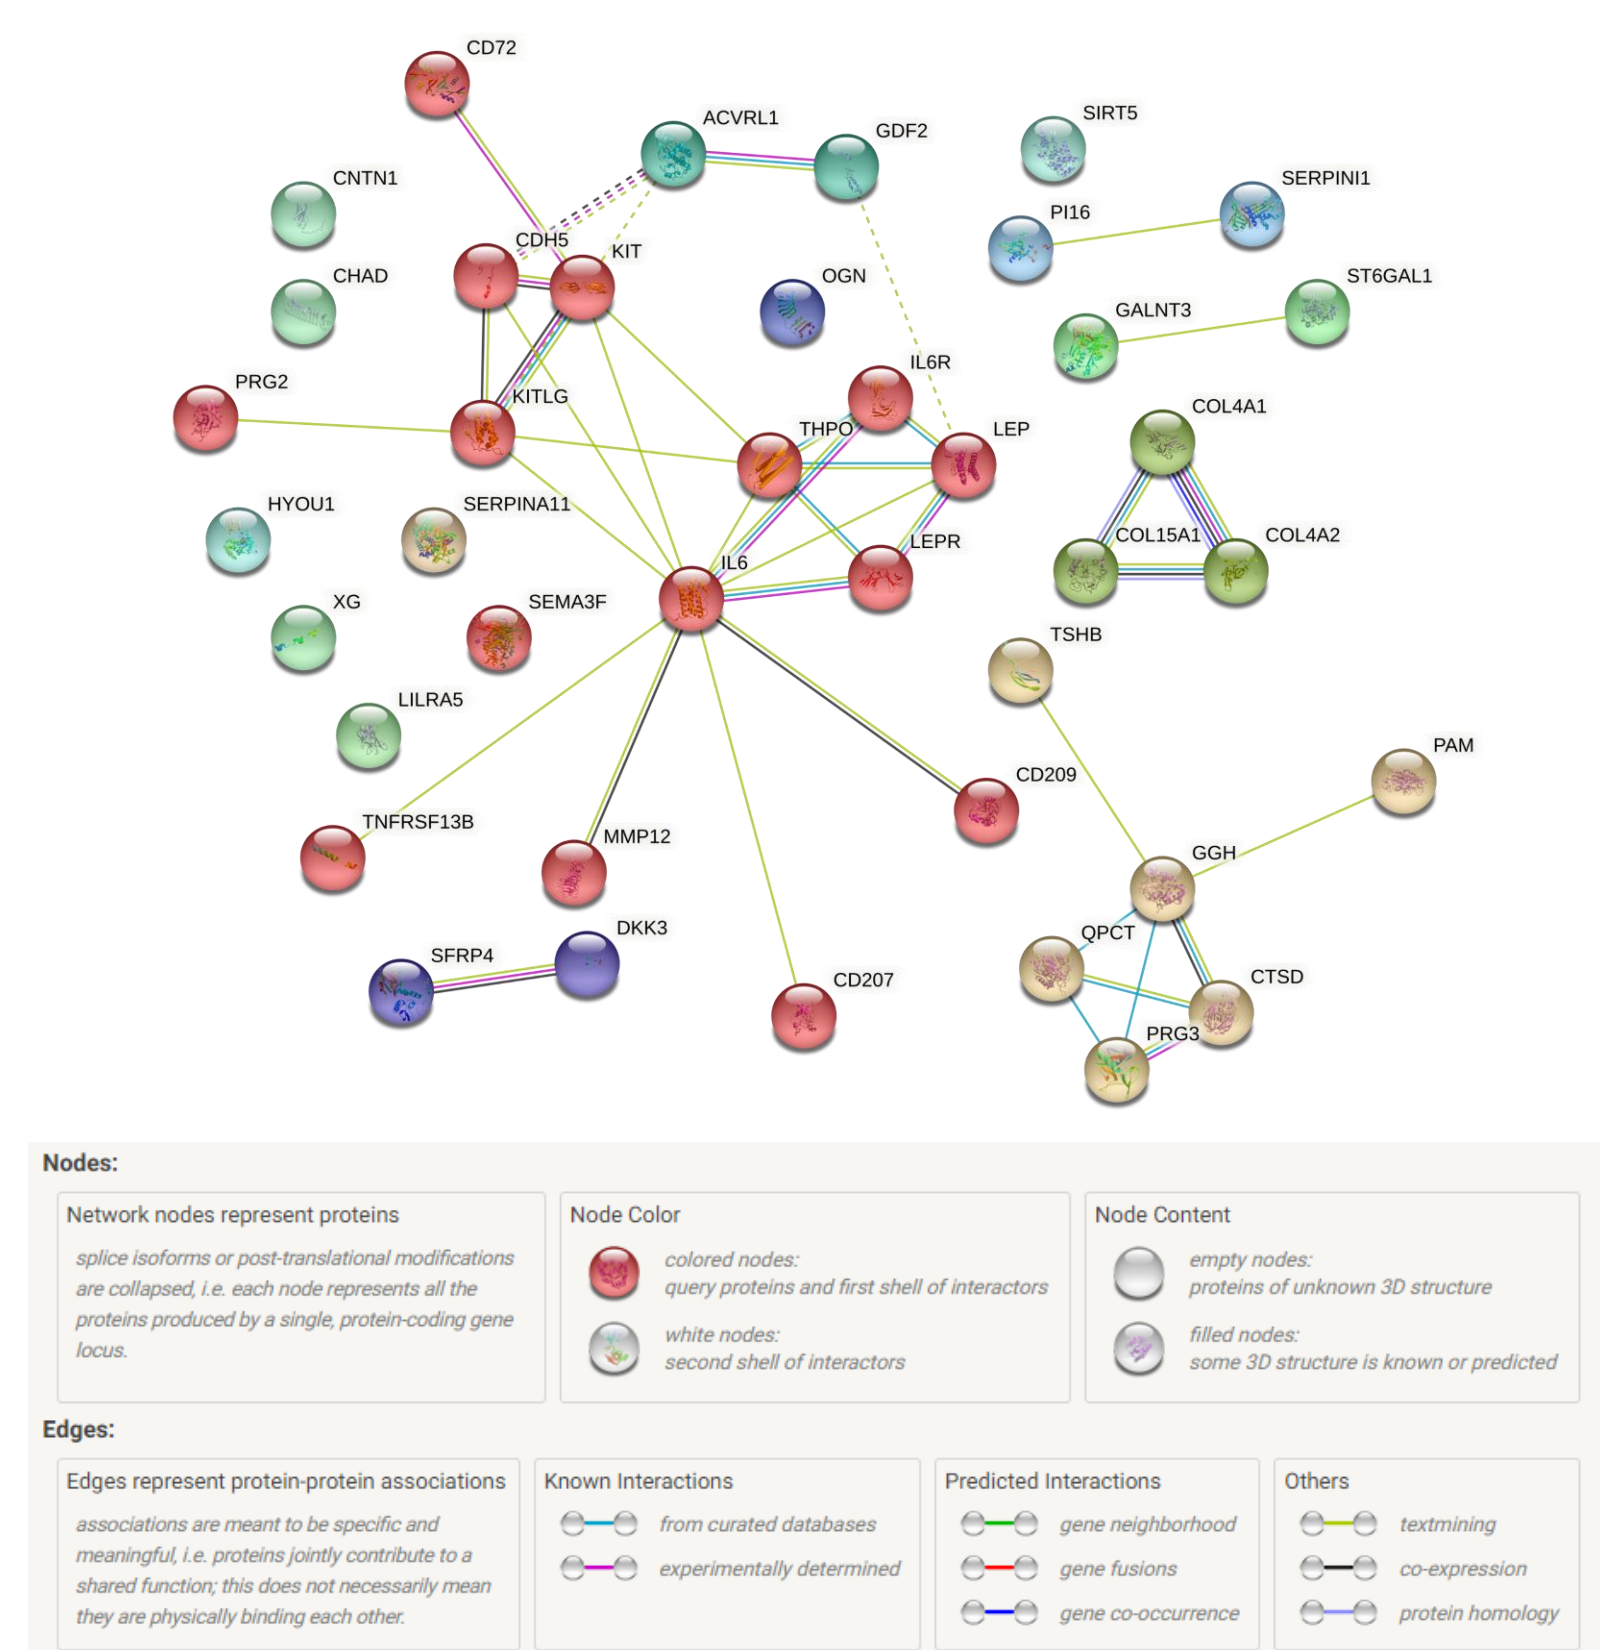 CD72
ACVRL1
GDF2
SIRT5
CNTN1
SERPINI1
PI16
CDH5
KIT
CHAD
OGN
ST6GAL1
GALNT3
IL6R
PRG2
KITLG
COL4A1
THPO
LEP
HYOU1
SERPINA11
COL15A1
COL4A2
LEPR
IL6
XG
SEMA3F
TSHB
LILRA5
PAM
CD209
TNFRSF13B
MMP12
GGH
DKK3
QPCT
SFRP4
CD207
CTSD
PRG3
Nodes:
Network nodes represent proteins
splice isoforms or post-translational modifications
are collapsed, i.e. each node represents all the
proteins produced by a single, protein-coding gene
locus.
Node Color
colored nodes:
query proteins and first shell of interactors
white nodes:
second shell of interactors
Node Content
empty nodes:
proteins of unknown 3D structure
filled nodes:
some 3D structure is known or predicted
Edges:
Edges represent protein-protein associations
associations are meant to be specific and
meaningful, i.e. proteins jointly contribute to a
shared function; this does not necessarily mean
they are physically binding each other.
Known Interactions
from curated databases
experimentally determined
Predicted Interactions
gene neighborhood
gene fusions
gene co-occurrence
Others
textmining
co-expression
protein homology